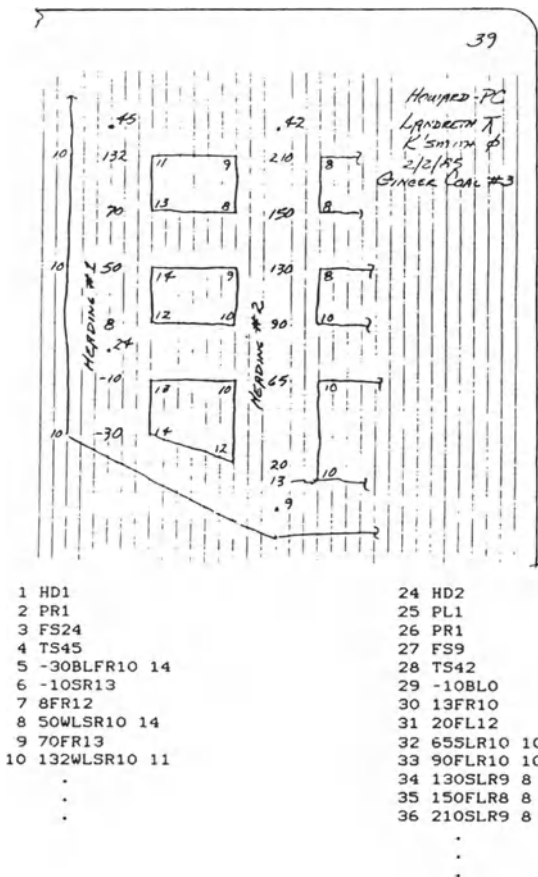 39
HOWARD-PC
LANDRETH ⊼
K SMITH ϕ
2/2/85
GINGER COAL #3
.45 .42
10 132 11 9 210 8
70 13 8 150 8
10 50 14 9 130 8
HEADING #1
8 12 10 90 10
HEADING #2
.24
-10 13 10 65 10
10 -30 14
12 20
13 10
.9
1 HD1
2 PR1
3 FS24
4 TS45
5 -30BLFR10 14
6 -10SR13
7 8FR12
8 50WLSR10 14
9 70FR13
10 132WLSR10 11
.
.
.
24 HD2
25 PL1
26 PR1
27 FS9
28 TS42
29 -10BL0
30 13FR10
31 20FL12
32 65SLR10 10
33 90FLR10 10
34 130SLR9 8
35 150FLR8 8
36 210SLR9 8
.
.
.